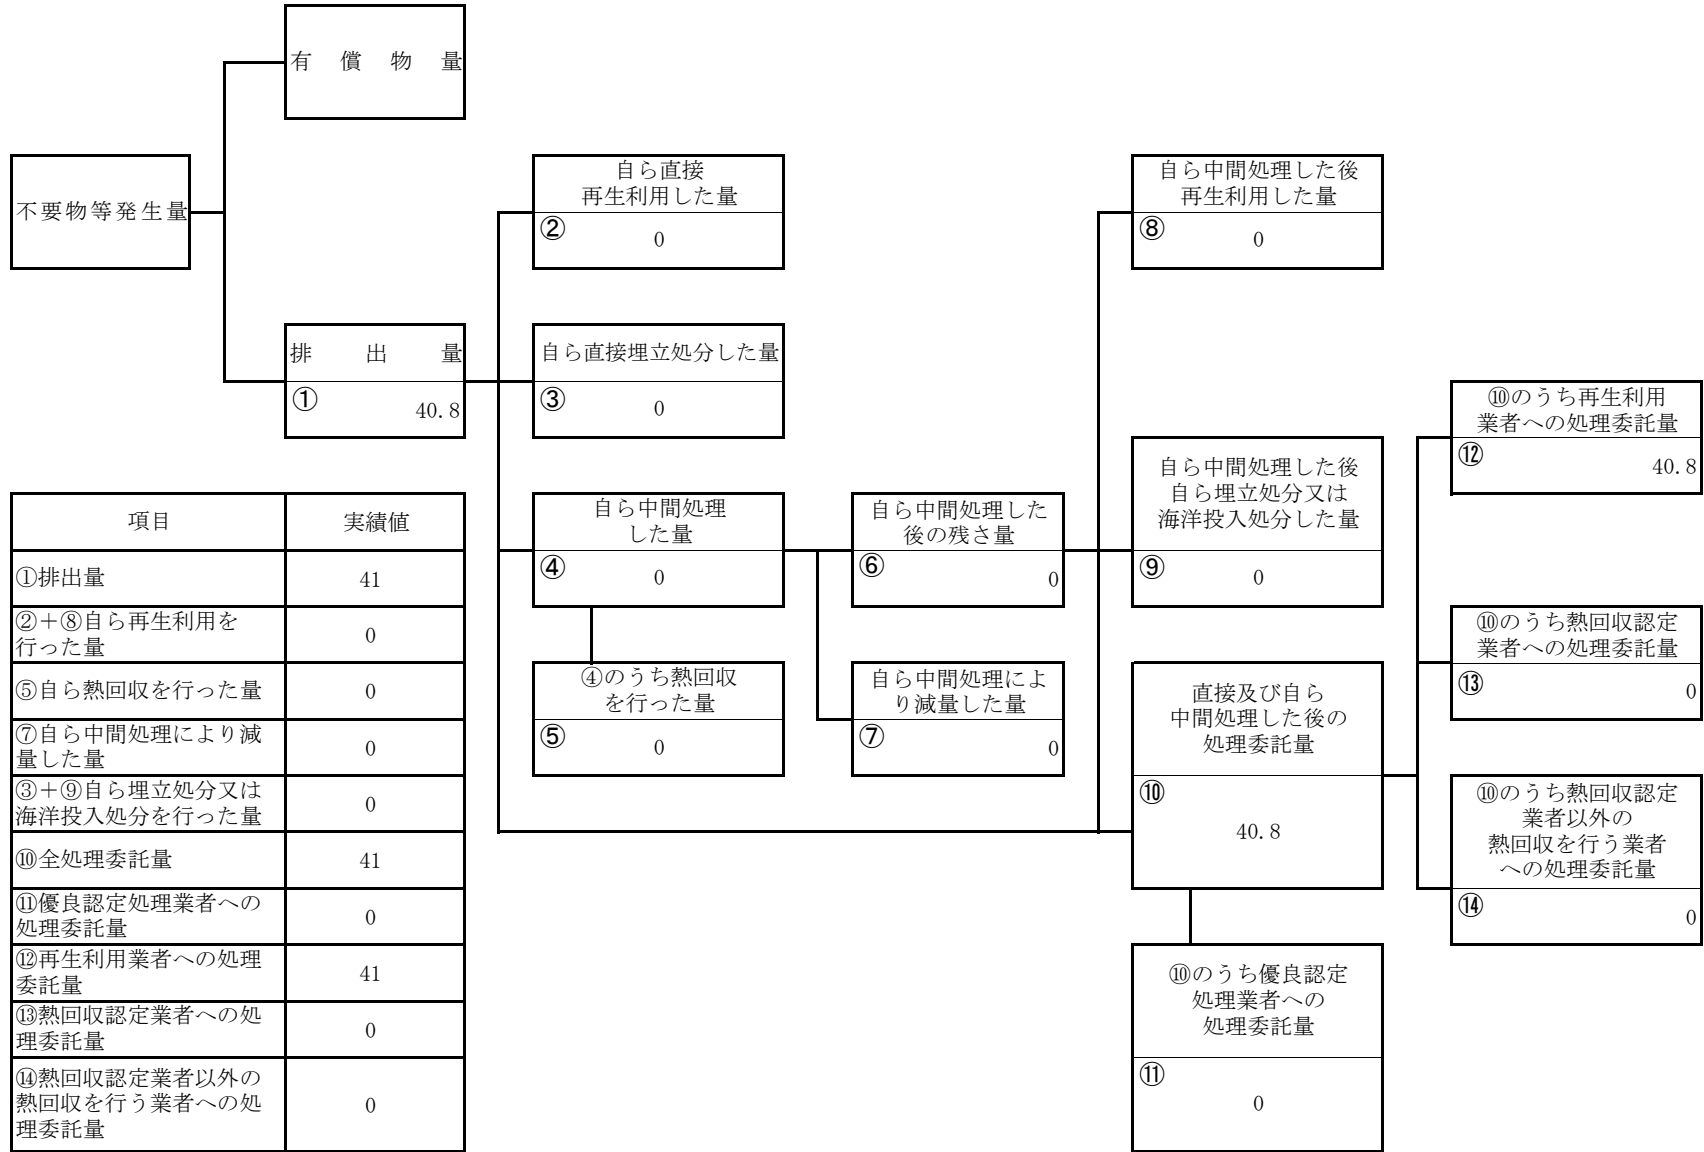 有償物量
不要物等発生量
自ら直接
再生利用した量
②
0
自ら中間処理した後
再生利用した量
⑧
0
排出量
①
40.8
自ら直接埋立処分した量
③
0
⑩のうち再生利用
業者への処理委託量
⑫
40.8
自ら中間処理した後
自ら埋立処分又は
海洋投入処分した量
⑨
0
自ら中間処理
した量
④
0
自ら中間処理した
後の残さ量
⑥
0
⑩のうち熱回収認定
業者への処理委託量
⑬
0
④のうち熱回収
を行った量
⑤
0
自ら中間処理によ
り減量した量
⑦
0
直接及び自ら
中間処理した後の
処理委託量
⑩
40.8
⑩のうち熱回収認定
業者以外の
熱回収を行う業者
への処理委託量
⑭
0
⑩のうち優良認定
処理業者への
処理委託量
⑪
0
項目 実績値
①排出量 41
②+⑧自ら再生利用を
行った量 0
⑤自ら熱回収を行った量 0
⑦自ら中間処理により減
量した量 0
③+⑨自ら埋立処分又は
海洋投入処分を行った量 0
⑩全処理委託量 41
⑪優良認定処理業者への
処理委託量 0
⑫再生利用業者への処理
委託量 41
⑬熱回収認定業者への処
理委託量 0
⑭熱回収認定業者以外の
熱回収を行う業者への処
理委託量 0